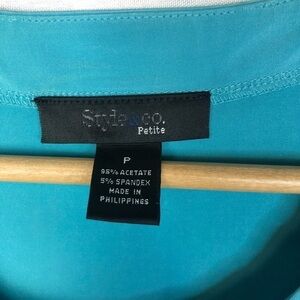 Style&co.
Petite
P
95% ACETATE
5% SPANDEX
MADE IN
PHILIPPINES